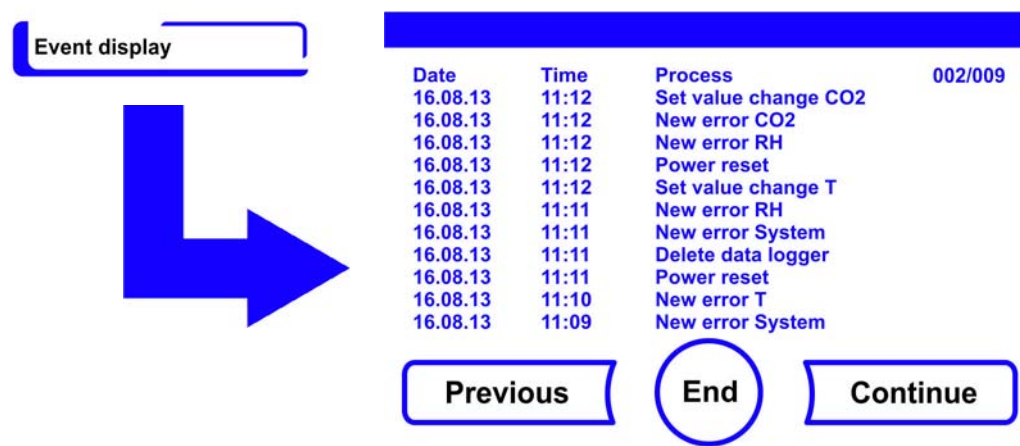 Event display
Date Time Process 002/009
16.08.13 11:12 Set value change CO2
16.08.13 11:12 New error CO2
16.08.13 11:12 New error RH
16.08.13 11:12 Power reset
16.08.13 11:12 Set value change T
16.08.13 11:11 New error RH
16.08.13 11:11 New error System
16.08.13 11:11 Delete data logger
16.08.13 11:11 Power reset
16.08.13 11:10 New error T
16.08.13 11:09 New error System
Previous End Continue